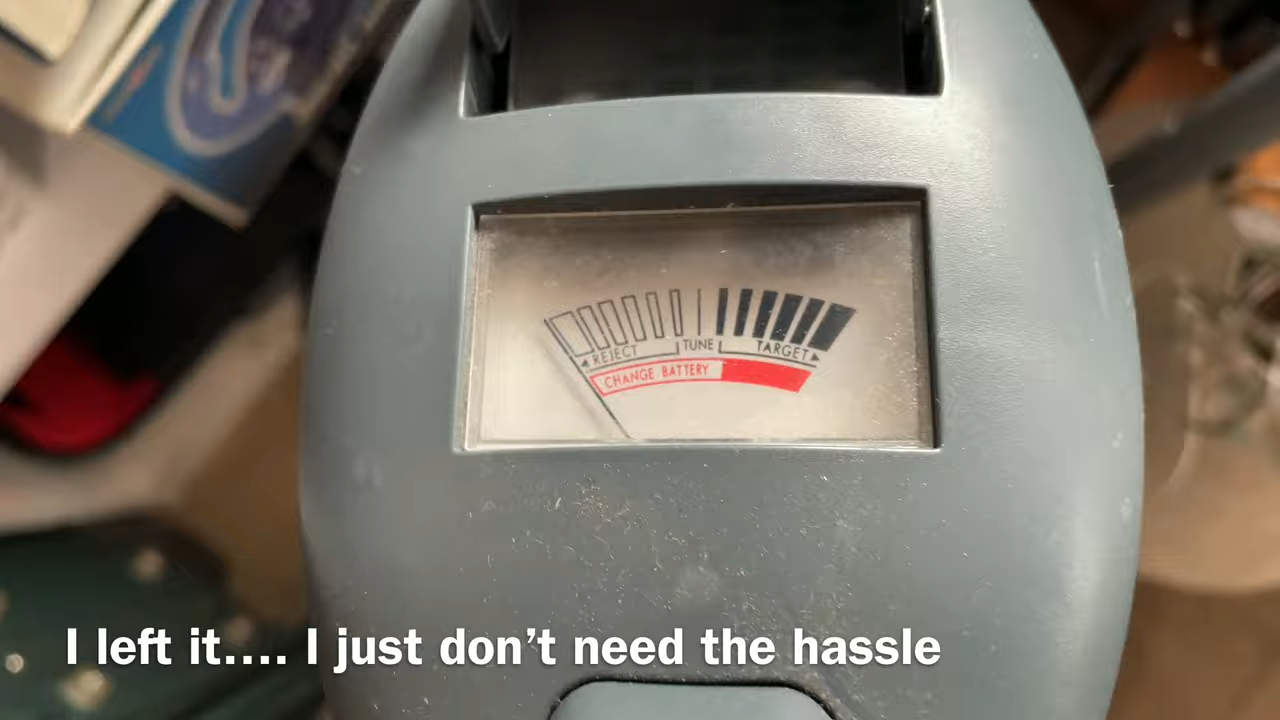 ◄REJECT TUNE TARGET►
CHANGE BATTERY
I left it.... I just don’t need the hassle